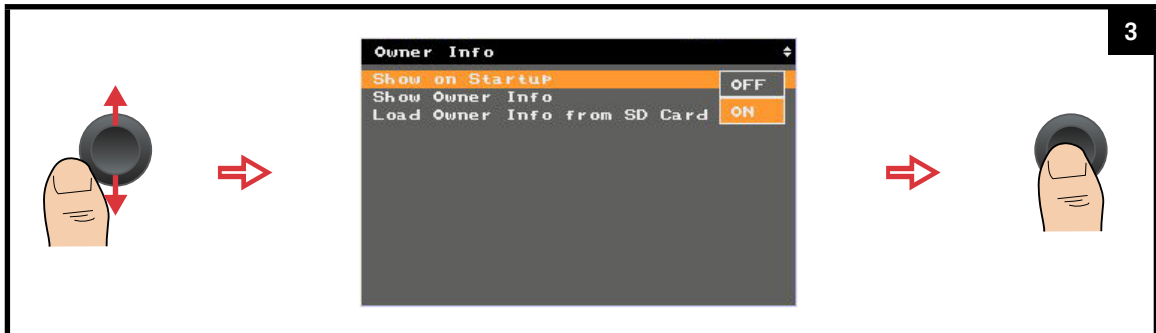 3
Owner Info
Show on Startup
OFF
Show Owner Info
Load Owner Info from SD Card
ON